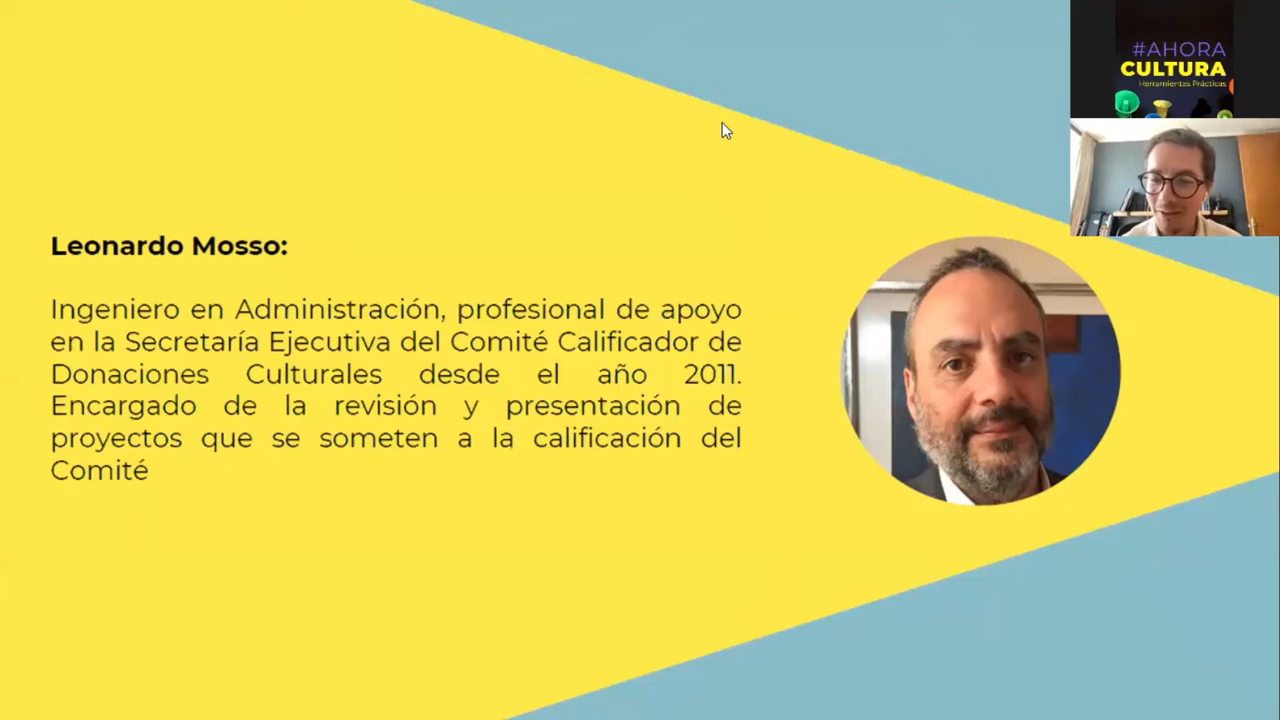 #AHORA
CULTURA
Herramientas Prácticas
Leonardo Mosso:
Ingeniero en Administración, profesional de apoyo
en la Secretaría Ejecutiva del Comité Calificador de
Donaciones Culturales desde el año 2011.
Encargado de la revisión y presentación de
proyectos que se someten a la calificación del
Comité